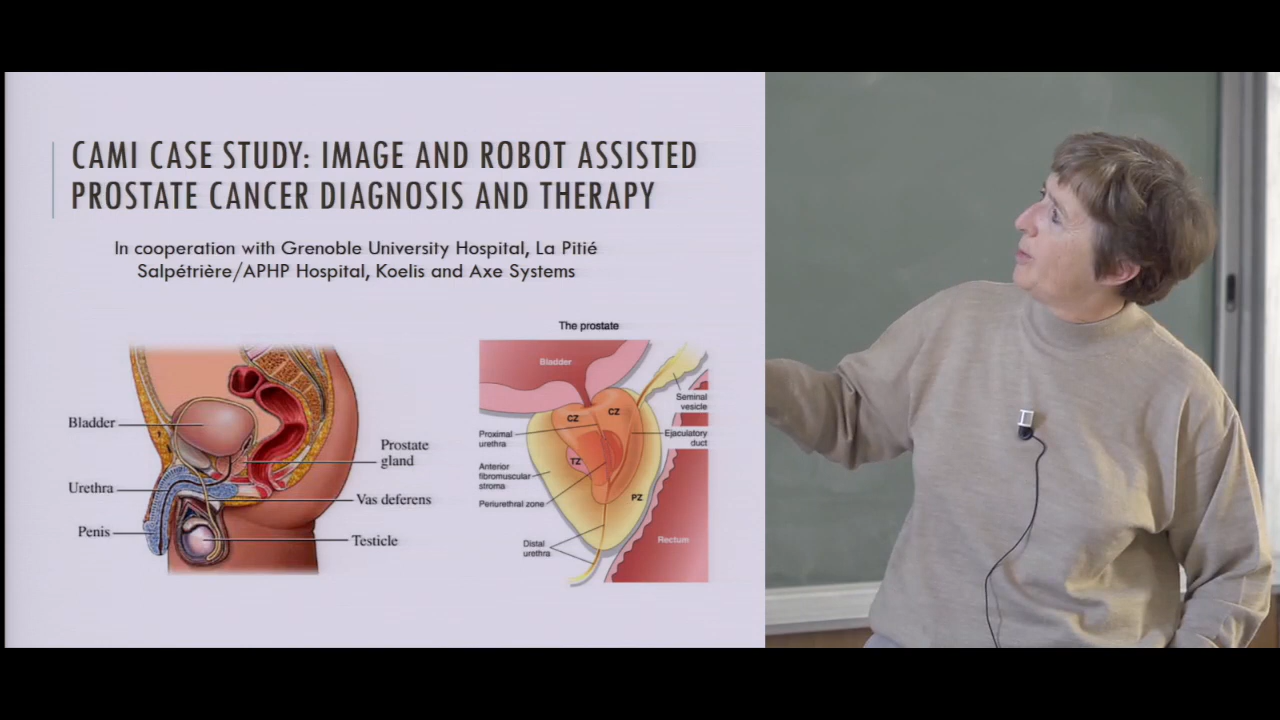 CAMI CASE STUDY: IMAGE AND ROBOT ASSISTED
PROSTATE CANCER DIAGNOSIS AND THERAPY
In cooperation with Grenoble University Hospital, La Pitié
Salpétrière/APHP Hospital, Koelis and Axe Systems
Bladder
Urethra
Penis
Prostate
gland
Vas deferens
Testicle
The prostate
Bladder
CZ
CZ
Seminal
vesicle
Proximal
urethra
Ejaculatory
duct
TZ
Anterior
fibromuscular
stroma
PZ
Periurethral zone
Distal
urethra
Rectum